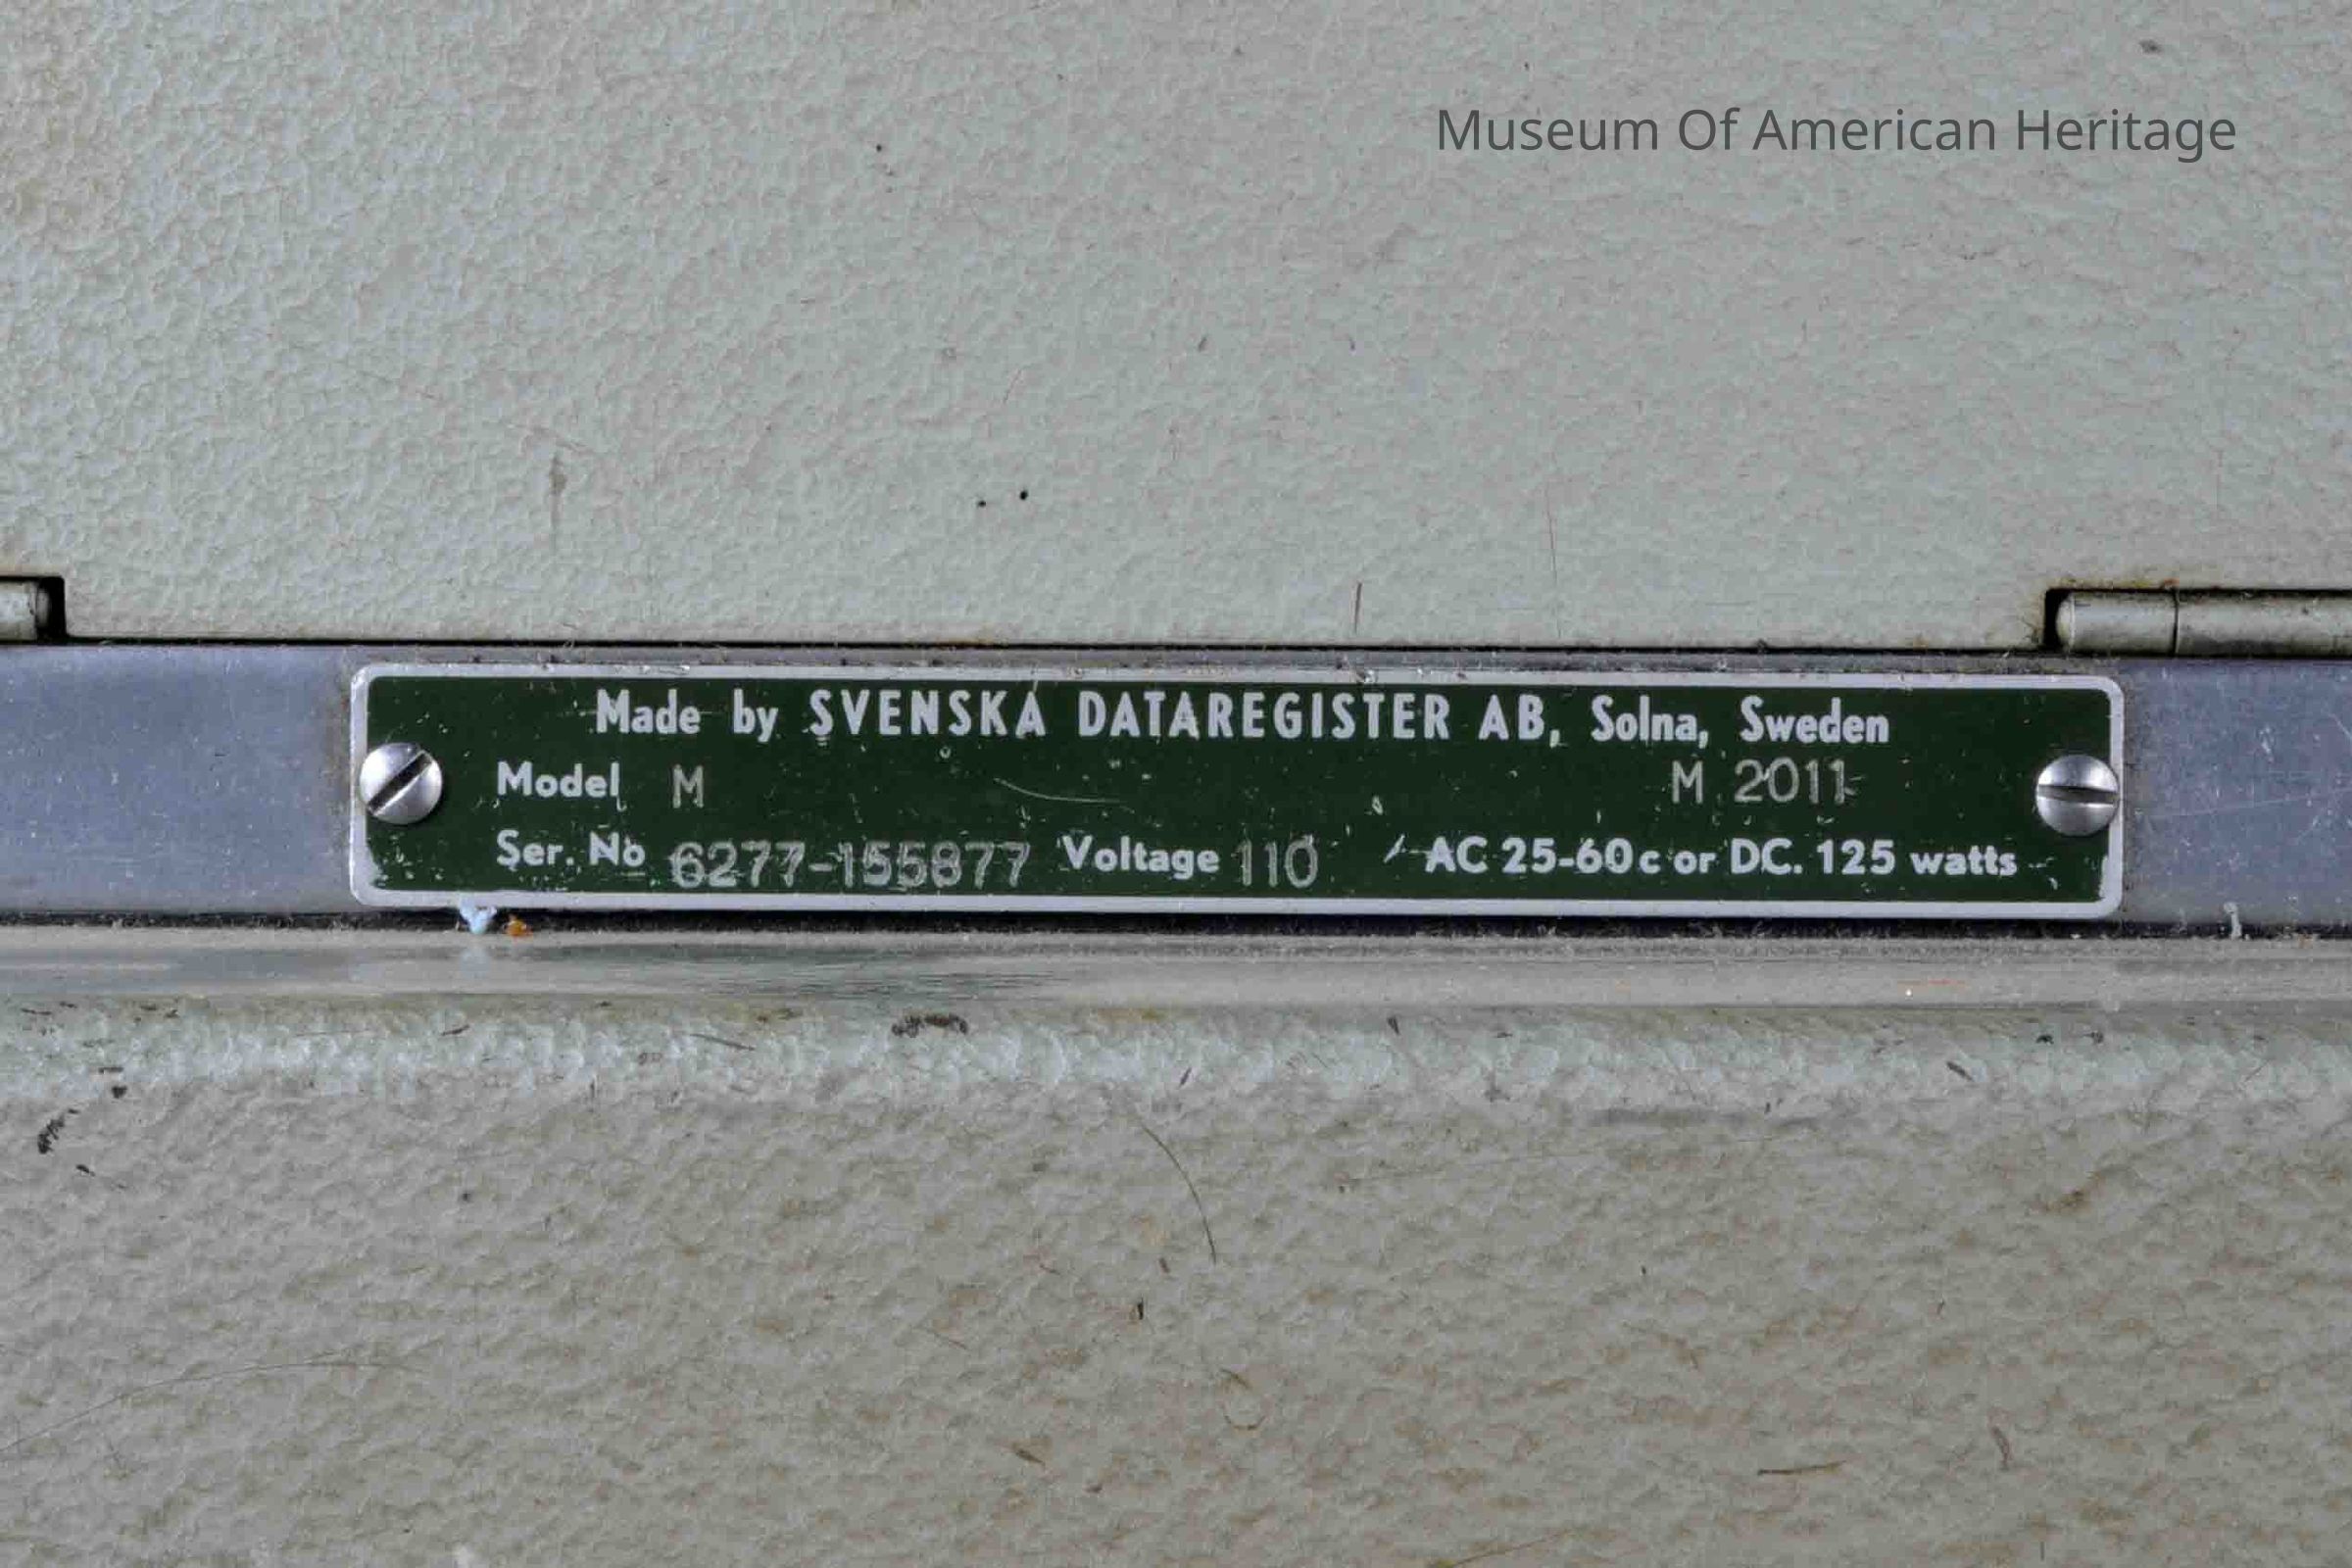 Museum Of American Heritage
Made by SVENSKA DATAREGISTER AB, Solna, Sweden
Model M M 2011
Ser. No 6277-155877 Voltage 110 AC 25-60c or DC. 125 watts